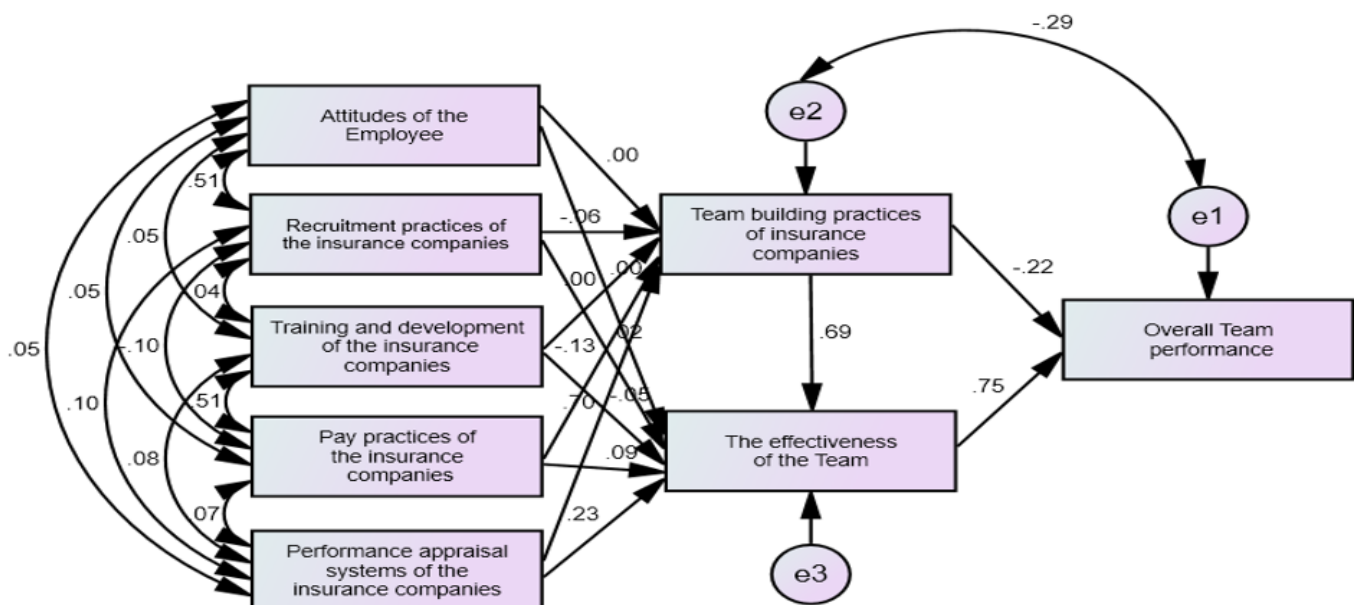 -.29
e2
Attitudes of the
Employee
.00
.51
Team building practices
of insurance
companies
e1
Recruitment practices of
the insurance companies
-.06
.05
.00
-.22
.00
.05
.04
Overall Team
performance
Training and development
of the insurance
companies
.02
.69
.05
-.10
-.13
.75
.10
.51
.70
-.05
Pay practices of
the insurance
companies
The effectiveness
of the Team
.08
.09
.07
.23
Performance appraisal
systems of the
insurance companies
e3